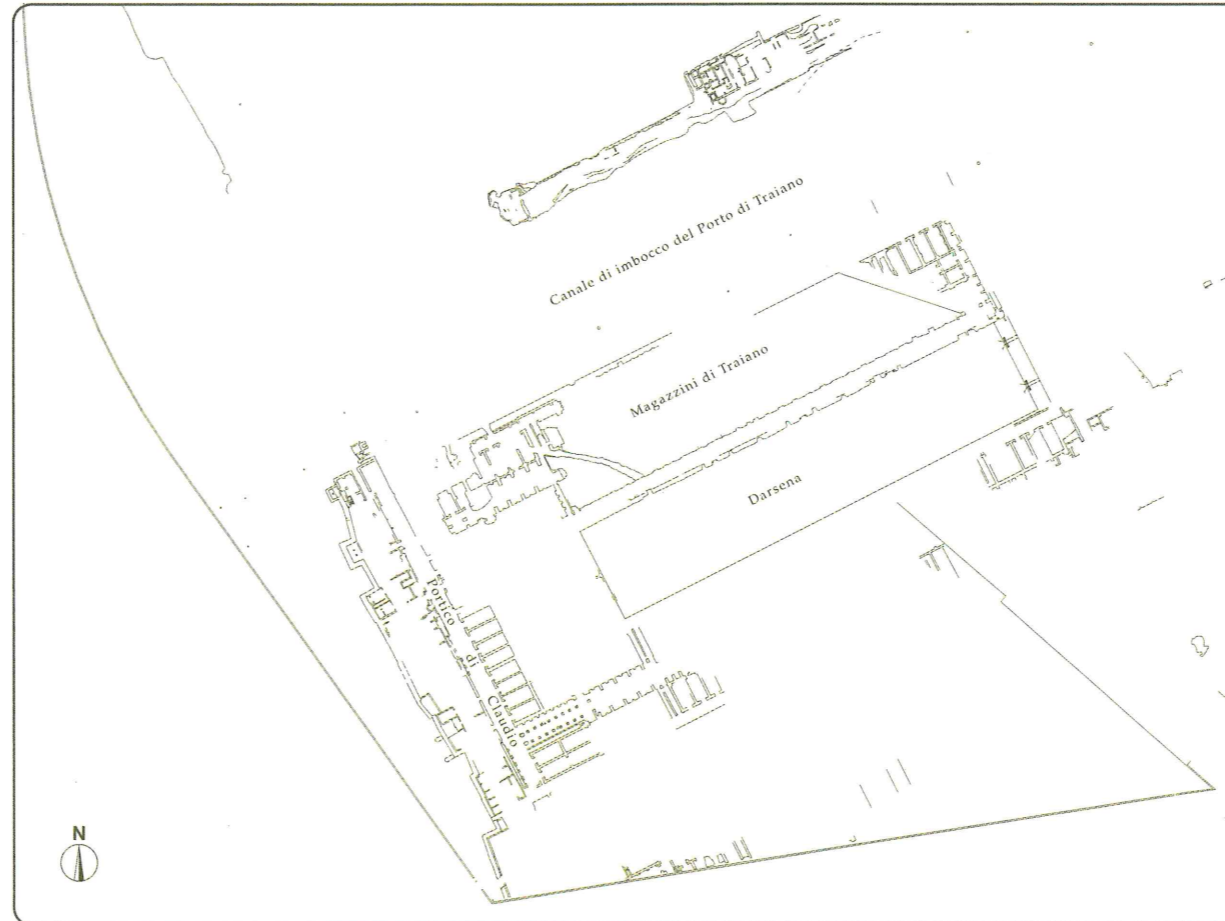 Canale di imbocco del Porto di Traiano
Magazzini di Traiano
Darsena
Portico di Claudio
N